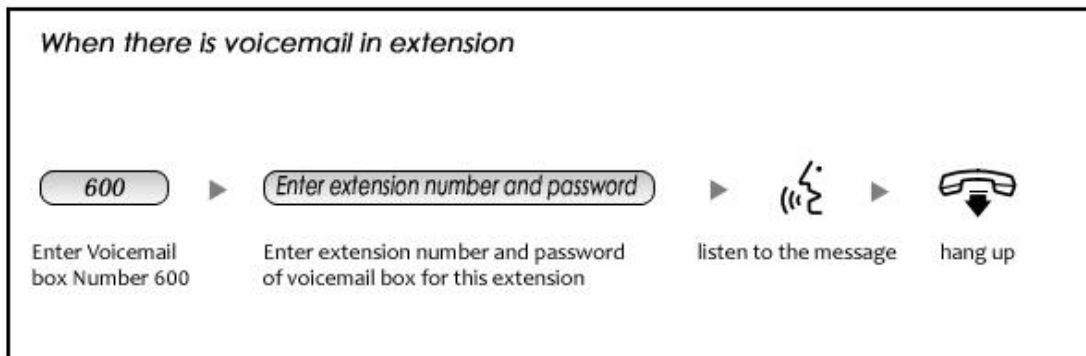 When there is voicemail in extension
600
Enter extension number and password
Enter Voicemail
box Number 600
Enter extension number and password
of voicemail box for this extension
listen to the message
hang up